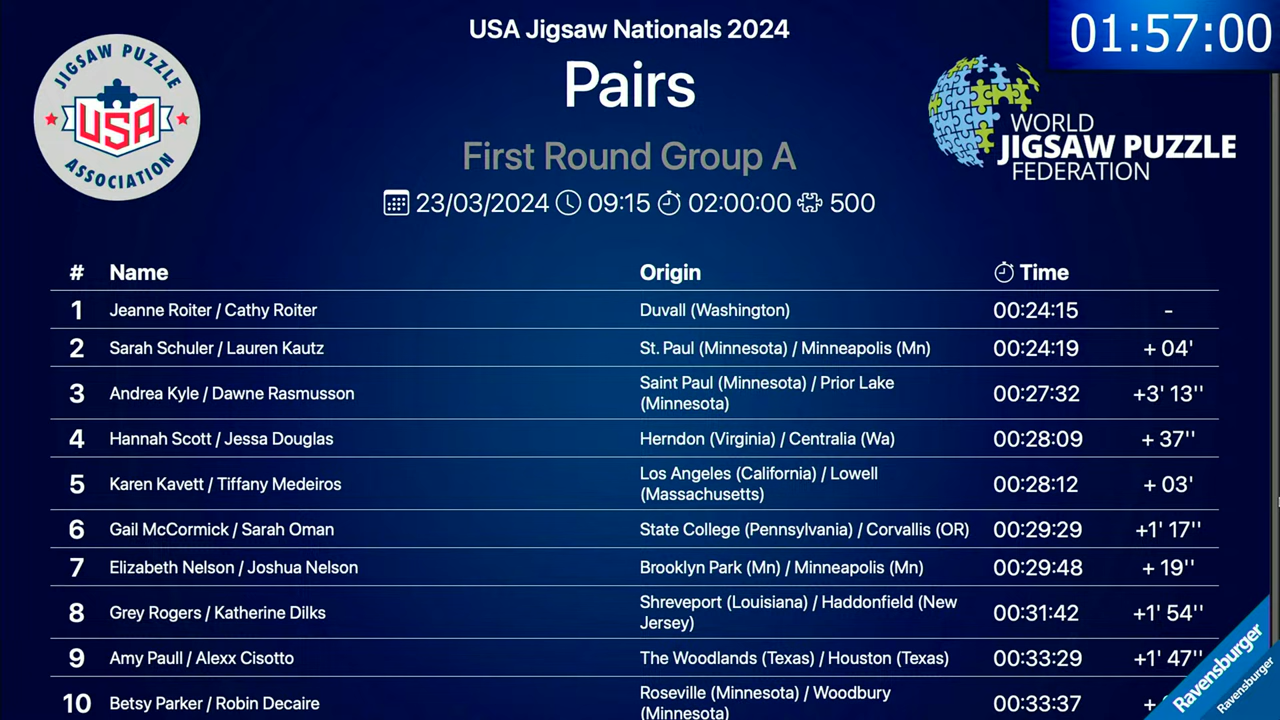 USA Jigsaw Nationals 2024
01:57:00
Pairs
JIGSAW PUZZLE
USA
ASSOCIATION
WORLD
JIGSAW PUZZLE
FEDERATION
First Round Group A
23/03/2024 09:15 02:00:00 500
# Name Origin Time
1 Jeanne Roiter / Cathy Roiter Duvall (Washington) 00:24:15 -
2 Sarah Schuler / Lauren Kautz St. Paul (Minnesota) / Minneapolis (Mn) 00:24:19 + 04'
3 Andrea Kyle / Dawne Rasmusson Saint Paul (Minnesota) / Prior Lake
(Minnesota) 00:27:32 +3' 13''
4 Hannah Scott / Jessa Douglas Herndon (Virginia) / Centralia (Wa) 00:28:09 + 37''
5 Karen Kavett / Tiffany Medeiros Los Angeles (California) / Lowell
(Massachusetts) 00:28:12 + 03'
6 Gail McCormick / Sarah Oman State College (Pennsylvania) / Corvallis (OR) 00:29:29 +1' 17''
7 Elizabeth Nelson / Joshua Nelson Brooklyn Park (Mn) / Minneapolis (Mn) 00:29:48 + 19''
8 Grey Rogers / Katherine Dilks Shreveport (Louisiana) / Haddonfield (New
Jersey) 00:31:42 +1' 54''
9 Amy Paull / Alexx Cisotto The Woodlands (Texas) / Houston (Texas) 00:33:29 +1' 47''
10 Betsy Parker / Robin Decaire Roseville (Minnesota) / Woodbury
(Minnesota) 00:33:37 +
Ravensburger
Ravensburger